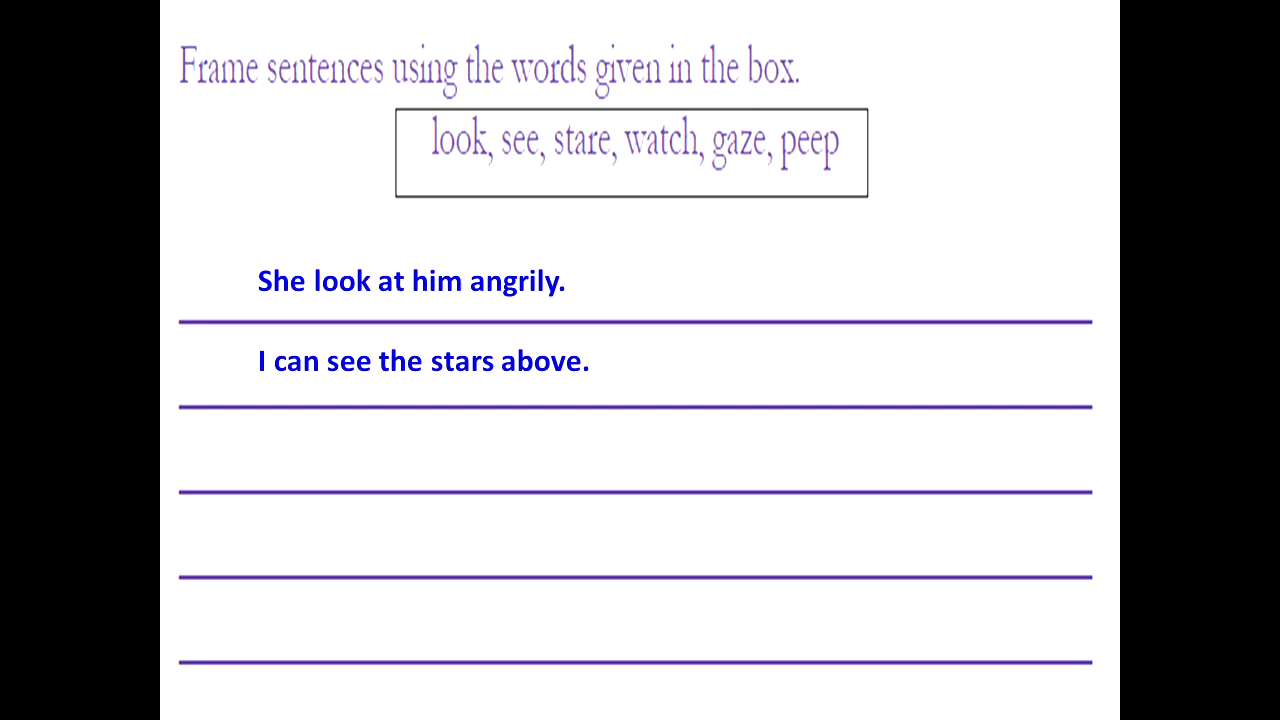 Frame sentences using the words given in the box.
look, see, stare, watch, gaze, peep
She look at him angrily.
I can see the stars above.